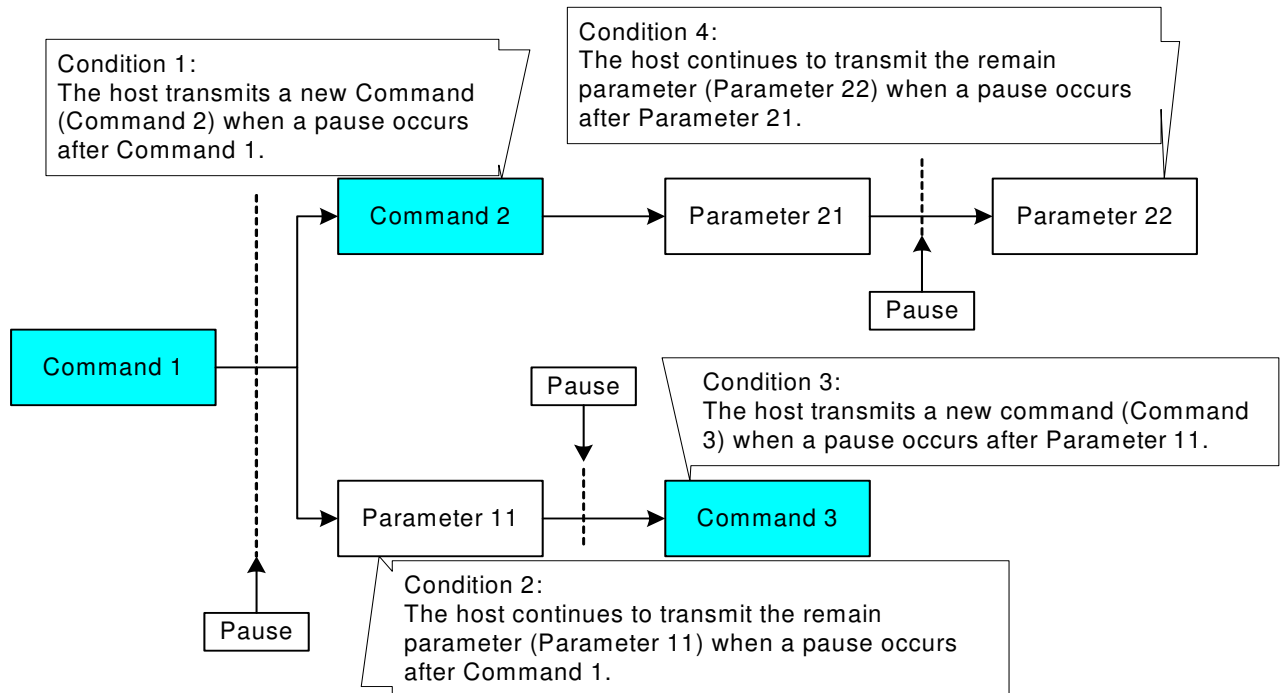 Condition 1:
The host transmits a new Command
(Command 2) when a pause occurs
after Command 1.
Condition 4:
The host continues to transmit the remain
parameter (Parameter 22) when a pause occurs
after Parameter 21.
Command 2
Parameter 21
Parameter 22
Pause
Command 1
Pause
Condition 3:
The host transmits a new command (Command
3) when a pause occurs after Parameter 11.
Parameter 11
Command 3
Pause
Condition 2:
The host continues to transmit the remain
parameter (Parameter 11) when a pause occurs
after Command 1.